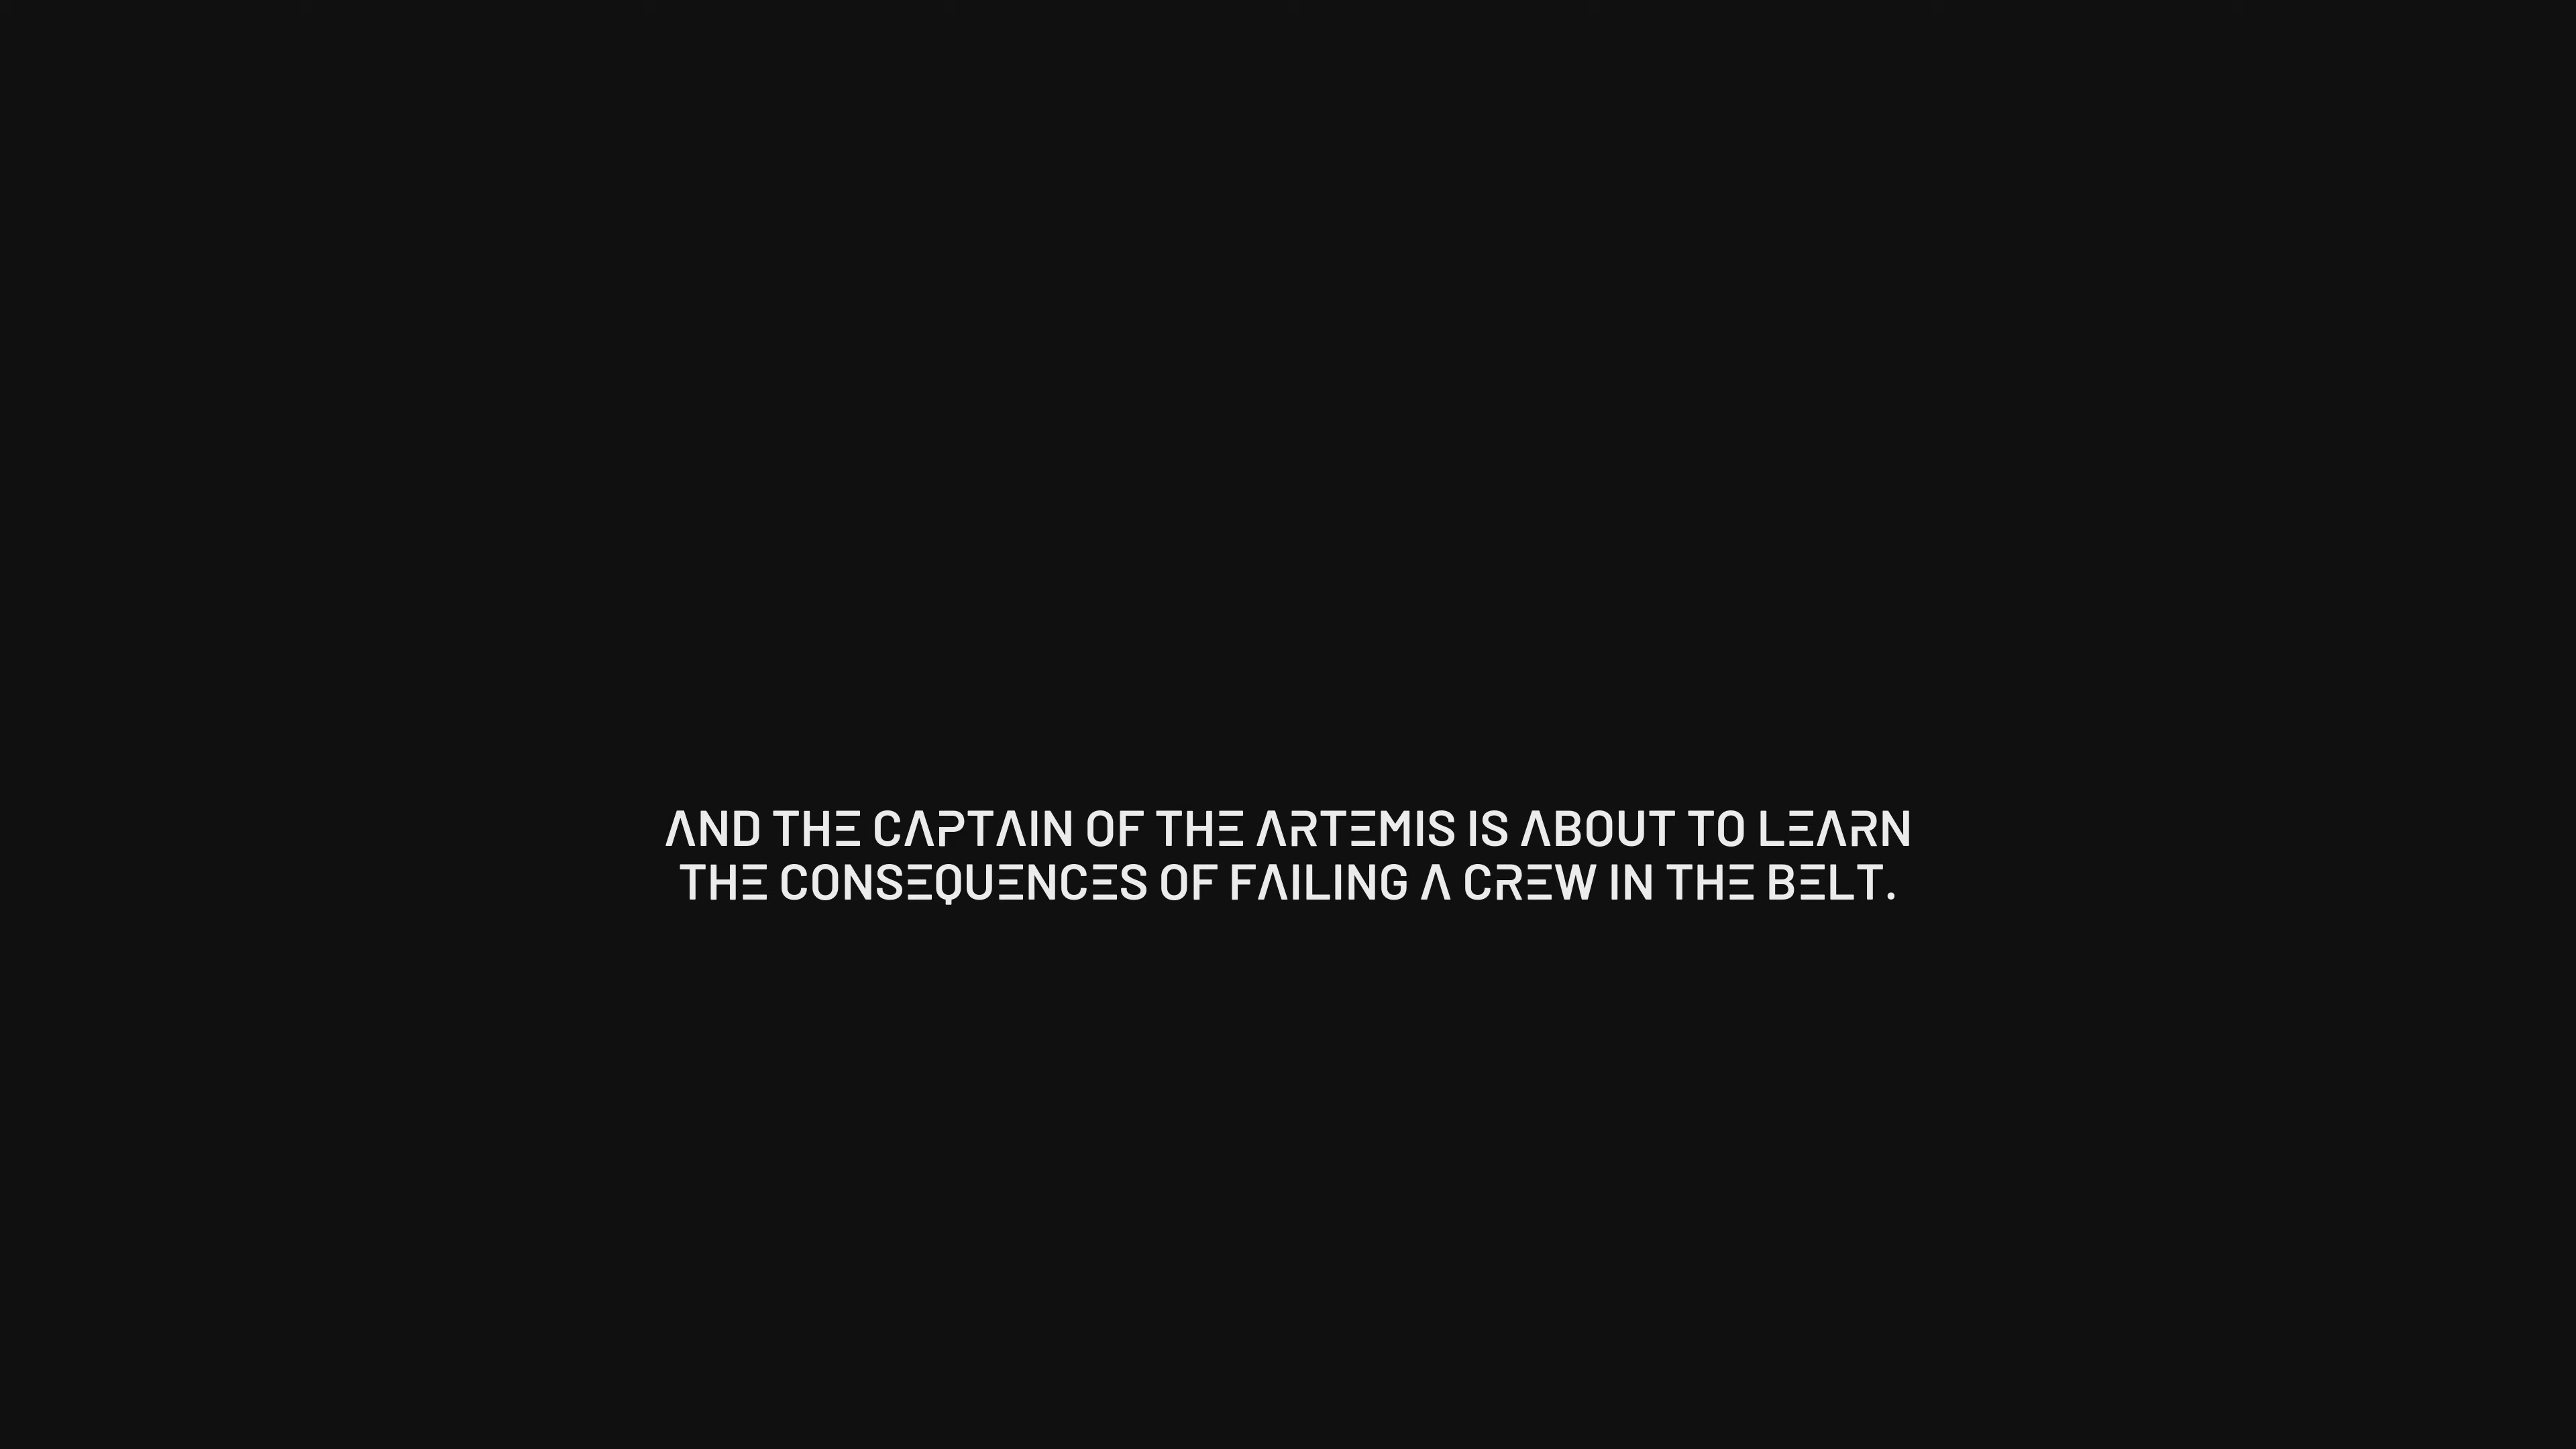 AND THE CAPTAIN OF THE ARTEMIS IS ABOUT TO LEARN
THE CONSEQUENCES OF FAILING A CREW IN THE BELT.